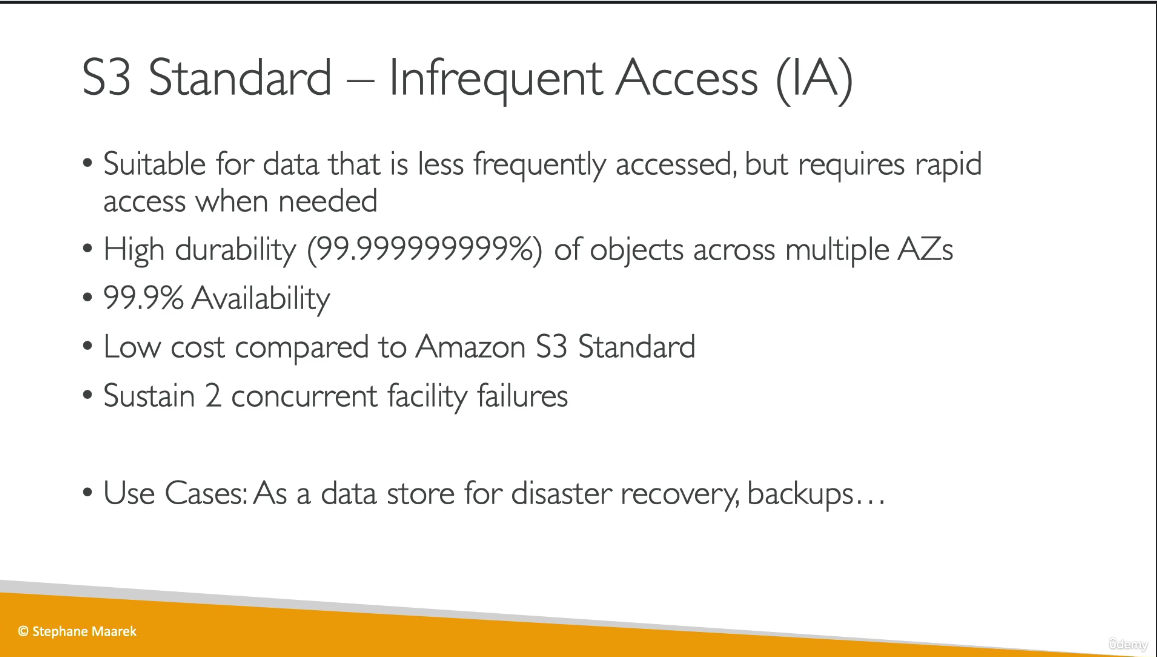 S3 Standard – Infrequent Access (IA)
• Suitable for data that is less frequently accessed, but requires rapid
access when needed
• High durability (99.999999999%) of objects across multiple AZs
• 99.9% Availability
• Low cost compared to Amazon S3 Standard
• Sustain 2 concurrent facility failures
• Use Cases: As a data store for disaster recovery, backups…
© Stephane Maarek
ûdemy